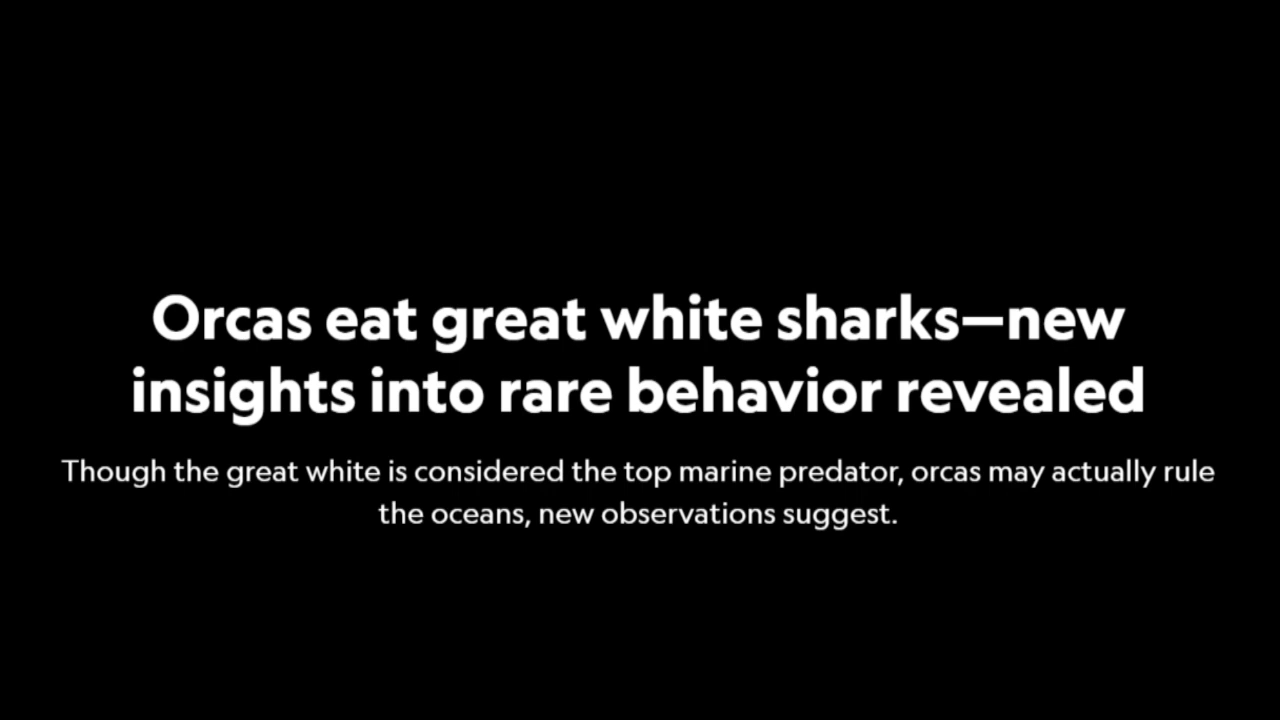 Orcas eat great white sharks—new
insights into rare behavior revealed
Though the great white is considered the top marine predator, orcas may actually rule
the oceans, new observations suggest.